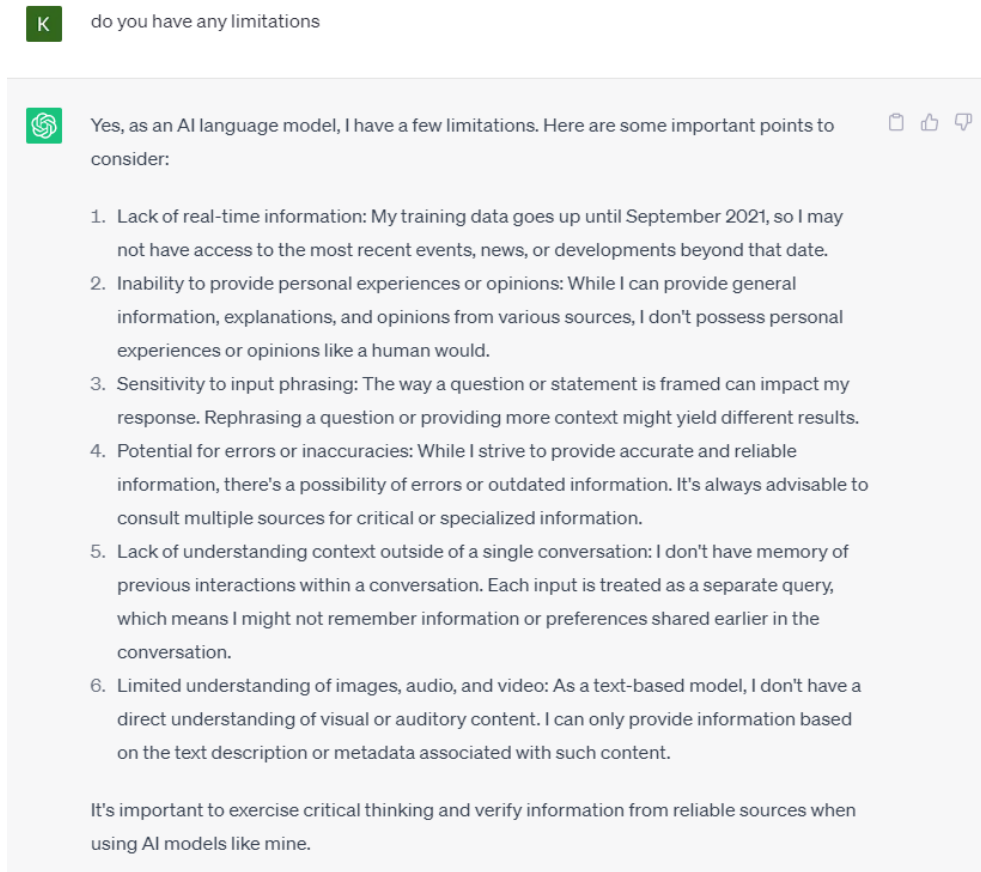 K
do you have any limitations
Yes, as an AI language model, I have a few limitations. Here are some important points to
consider:
1. Lack of real-time information: My training data goes up until September 2021, so I may
not have access to the most recent events, news, or developments beyond that date.
2. Inability to provide personal experiences or opinions: While I can provide general
information, explanations, and opinions from various sources, I don't possess personal
experiences or opinions like a human would.
3. Sensitivity to input phrasing: The way a question or statement is framed can impact my
response. Rephrasing a question or providing more context might yield different results.
4. Potential for errors or inaccuracies: While I strive to provide accurate and reliable
information, there's a possibility of errors or outdated information. It's always advisable to
consult multiple sources for critical or specialized information.
5. Lack of understanding context outside of a single conversation: I don't have memory of
previous interactions within a conversation. Each input is treated as a separate query,
which means I might not remember information or preferences shared earlier in the
conversation.
6. Limited understanding of images, audio, and video: As a text-based model, I don't have a
direct understanding of visual or auditory content. I can only provide information based
on the text description or metadata associated with such content.
It's important to exercise critical thinking and verify information from reliable sources when
using AI models like mine.